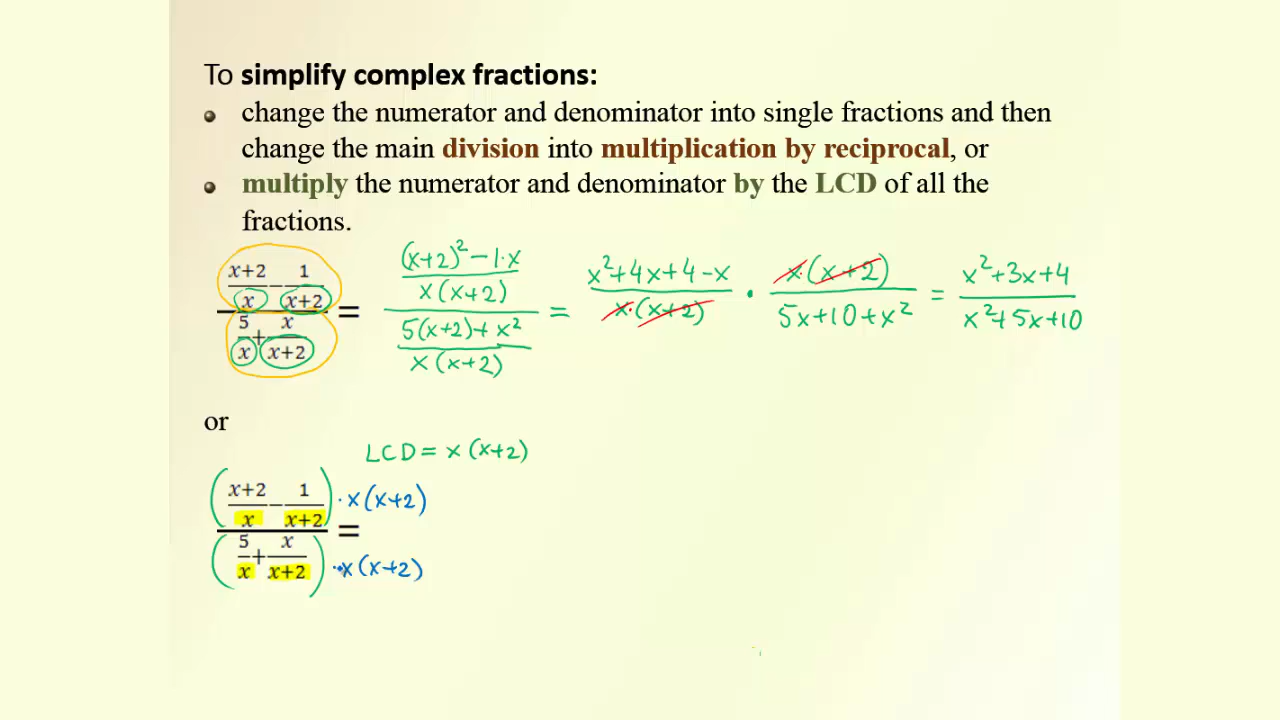 To simplify complex fractions:
change the numerator and denominator into single fractions and then
change the main division into multiplication by reciprocal, or
multiply the numerator and denominator by the LCD of all the
fractions.
((x+2)/x - 1/(x+2)) / (5/x + x/(x+2)) = (((x+2)² - 1·x) / (x(x+2))) / ((5(x+2) + x²) / (x(x+2))) = (x²+4x+4-x) / (x·(x+2)) · (x·(x+2)) / (5x+10+x²) = (x²+3x+4) / (x²+5x+10)
or
LCD = x(x+2)
((x+2)/x - 1/(x+2)) · x(x+2) / (5/x + x/(x+2)) · x(x+2) =